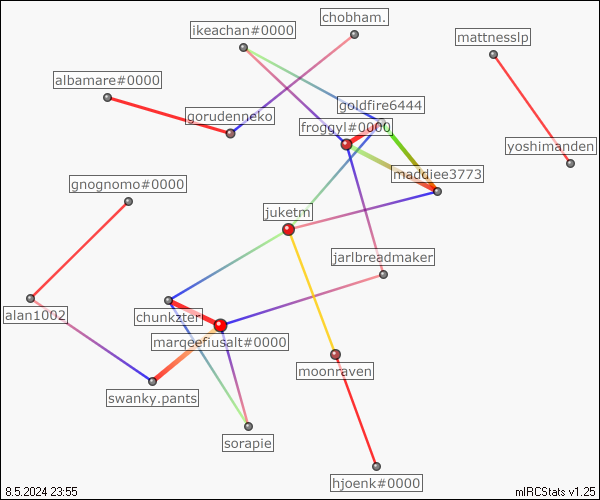 chobham.
ikeachan#0000
mattnesslp
albamare#0000
goldfire6444
gorudenneko
froggyl#0000
yoshimanden
maddiee3773
gnognomo#0000
juketm
jarlbreadmaker
alan1002
chunkzter
marqeefiusalt#0000
moonraven
swanky.pants
sorapie
hjoenk#0000
8.5.2024 23:55
mIRCStats v1.25